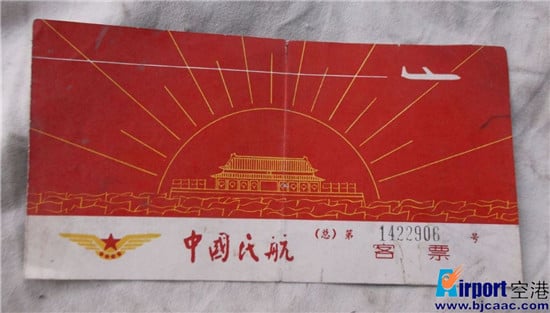 中國民航 (总)第 1422906 号
客票
Airport空港
www.bjcaac.com